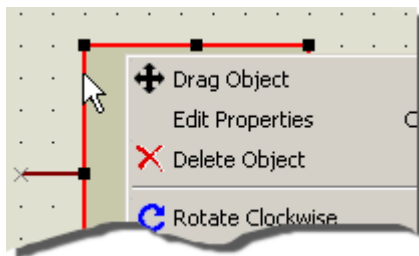 Drag Object
Edit Properties C
Delete Object
Rotate Clockwise